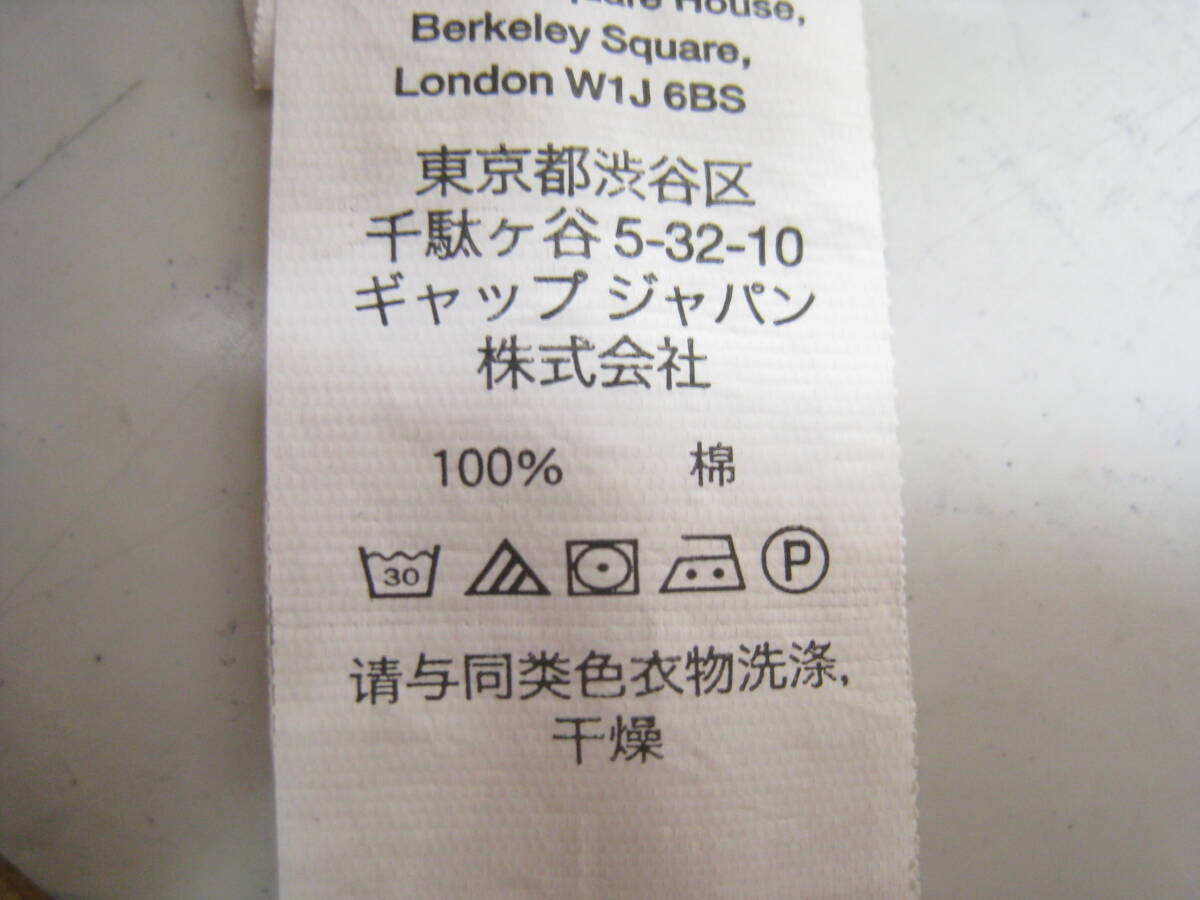 House,
Berkeley Square,
London W1J 6BS
東京都渋谷区
千駄ヶ谷 5-32-10
ギャップ ジャパン
株式会社
100% 棉
30 P
请与同类色衣物洗涤,
干燥